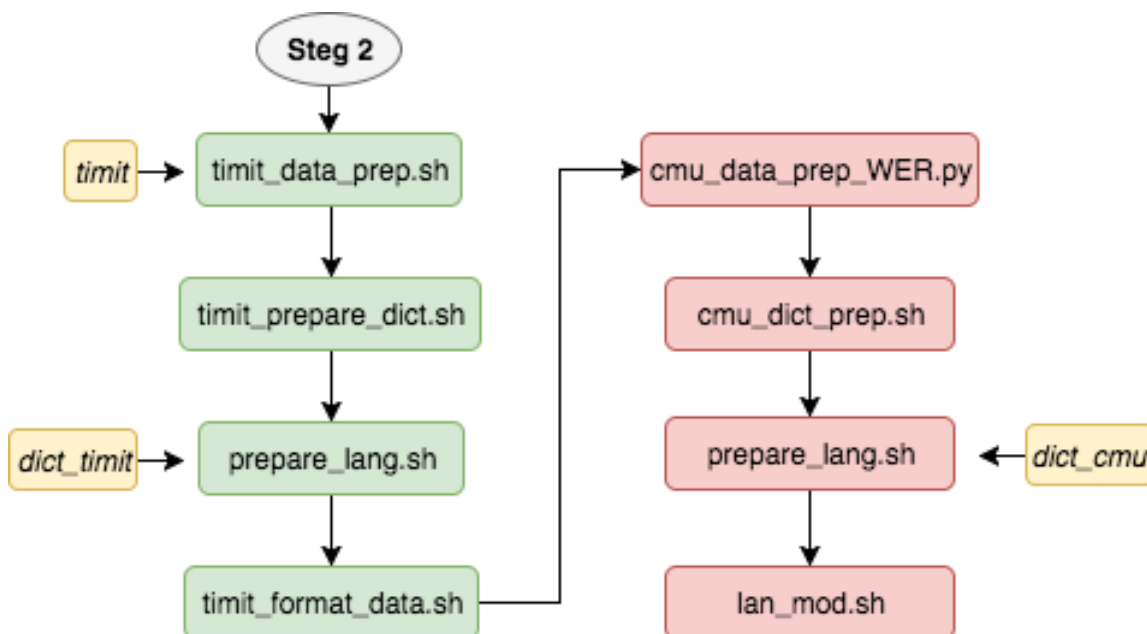 Steg 2
timit
timit_data_prep.sh
timit_prepare_dict.sh
dict_timit
prepare_lang.sh
timit_format_data.sh
cmu_data_prep_WER.py
cmu_dict_prep.sh
prepare_lang.sh
dict_cmu
lan_mod.sh